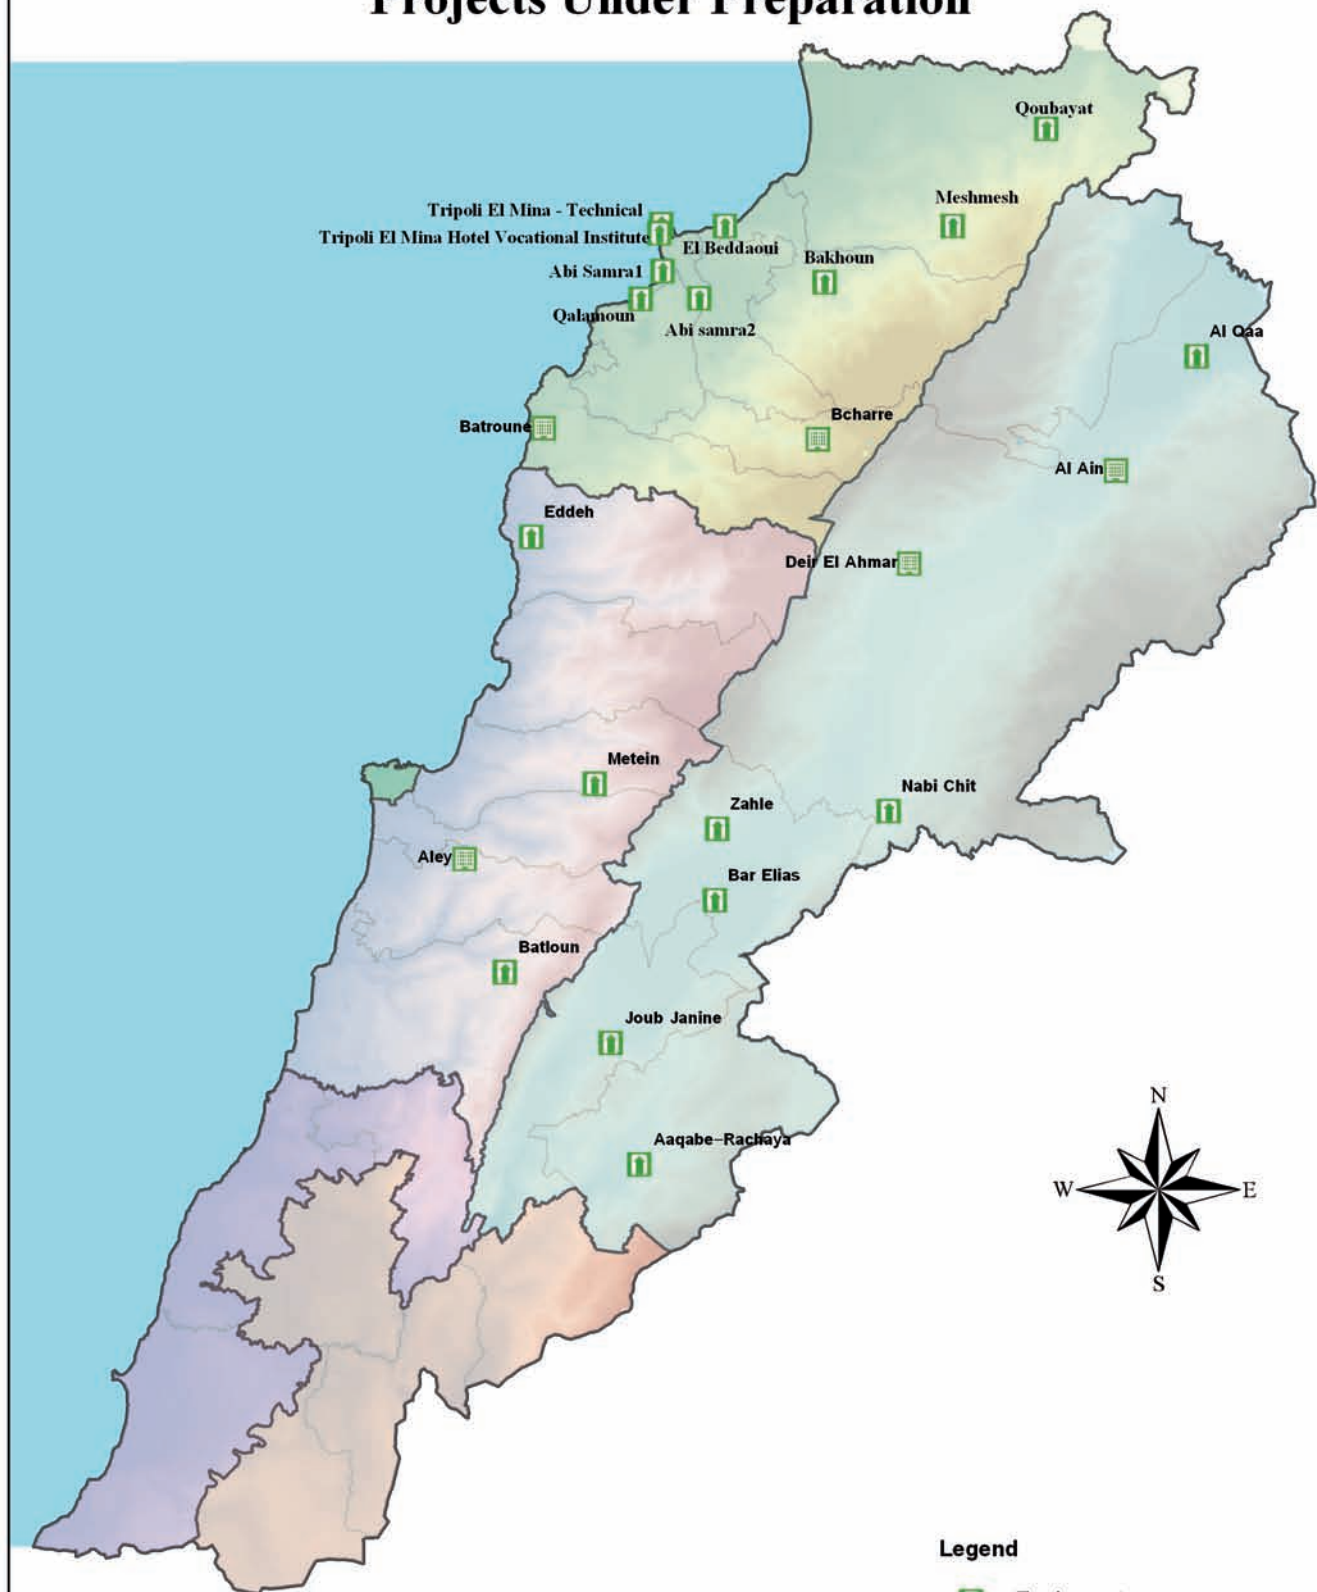 Projects Under Preparation
Qoubayat
Meshmesh
Tripoli El Mina - Technical
Tripoli El Mina Hotel Vocational Institute
El Beddaoui
Bakhoun
Abi Samra1
Qalamoun
Abi samra2
Al Qaa
Batroune
Bcharre
Al Ain
Eddeh
Deir El Ahmar
Metein
Nabi Chit
Zahle
Aley
Bar Elias
Batloun
Joub Janine
Aaqabe-Rachaya
N
W
E
S
Legend